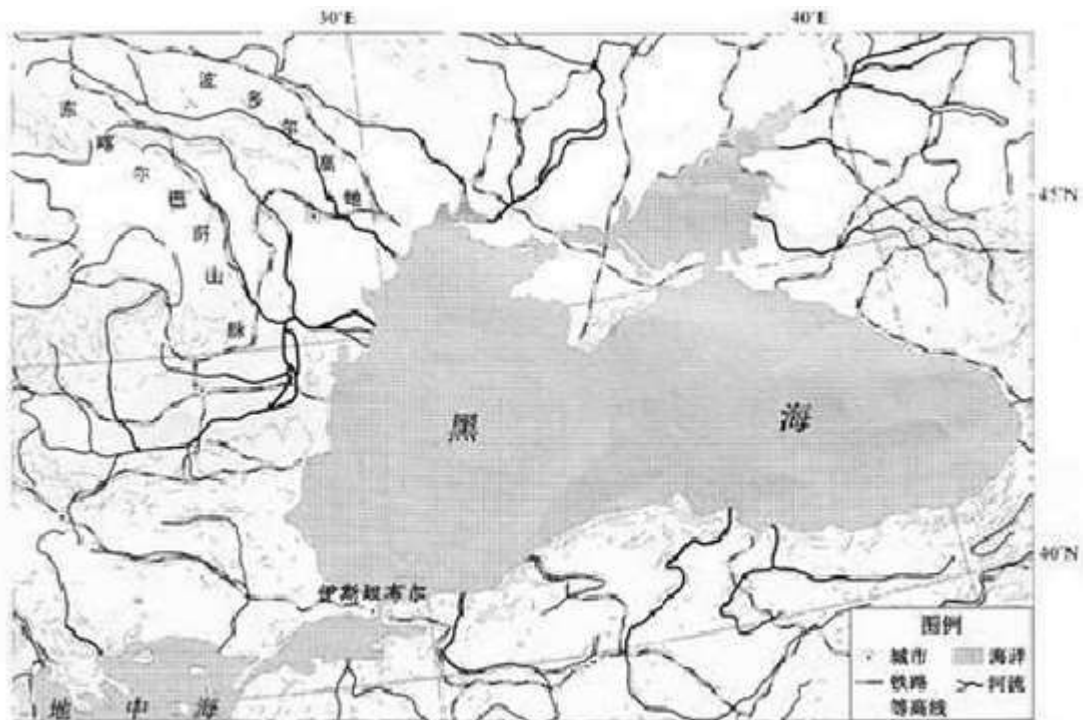 30°E
40°E
45°N
40°N
波多尔高地
东喀尔巴阡山脉
黑海
伊斯坦布尔
地中海
图例
城市
海洋
铁路
河流
等高线